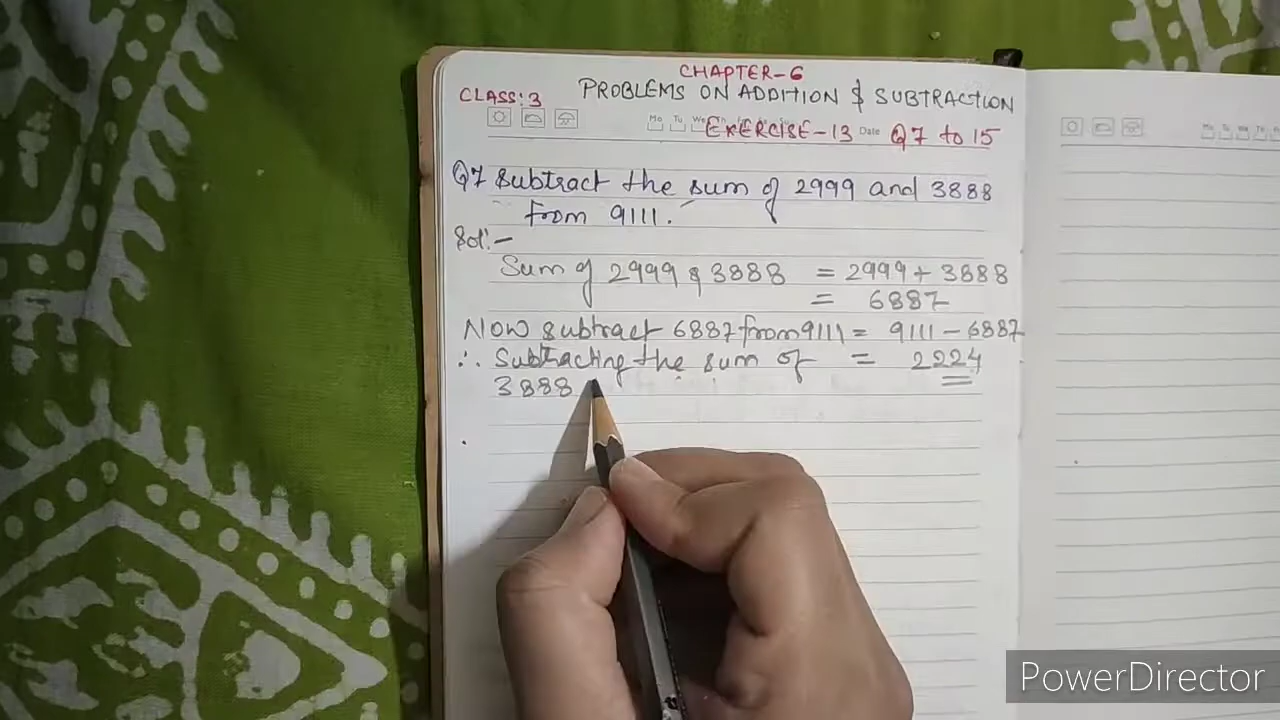 CHAPTER-6
CLASS:3 PROBLEMS ON ADDITION & SUBTRACTION
EXERCISE-13 Date Q7 to 15
Q7 Subtract the sum of 2999 and 3888
from 9111.
Sol:-
Sum of 2999 & 3888 = 2999 + 3888
= 6887
Now subtract 6887 from 9111 = 9111 - 6887
∴ Subtracting the sum of = 2224
3888
PowerDirector